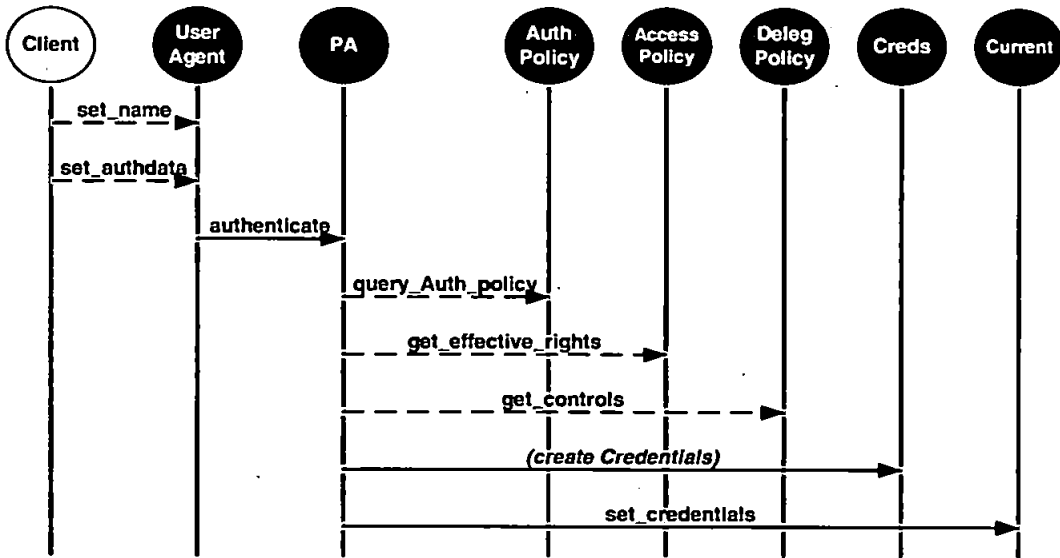 Client
User
Agent
PA
Auth
Policy
Access
Policy
Deleg
Policy
Creds
Current
set_name
set_authdata
authenticate
query_Auth_policy
get_effective_rights
get_controls
(create Credentials)
set_credentials